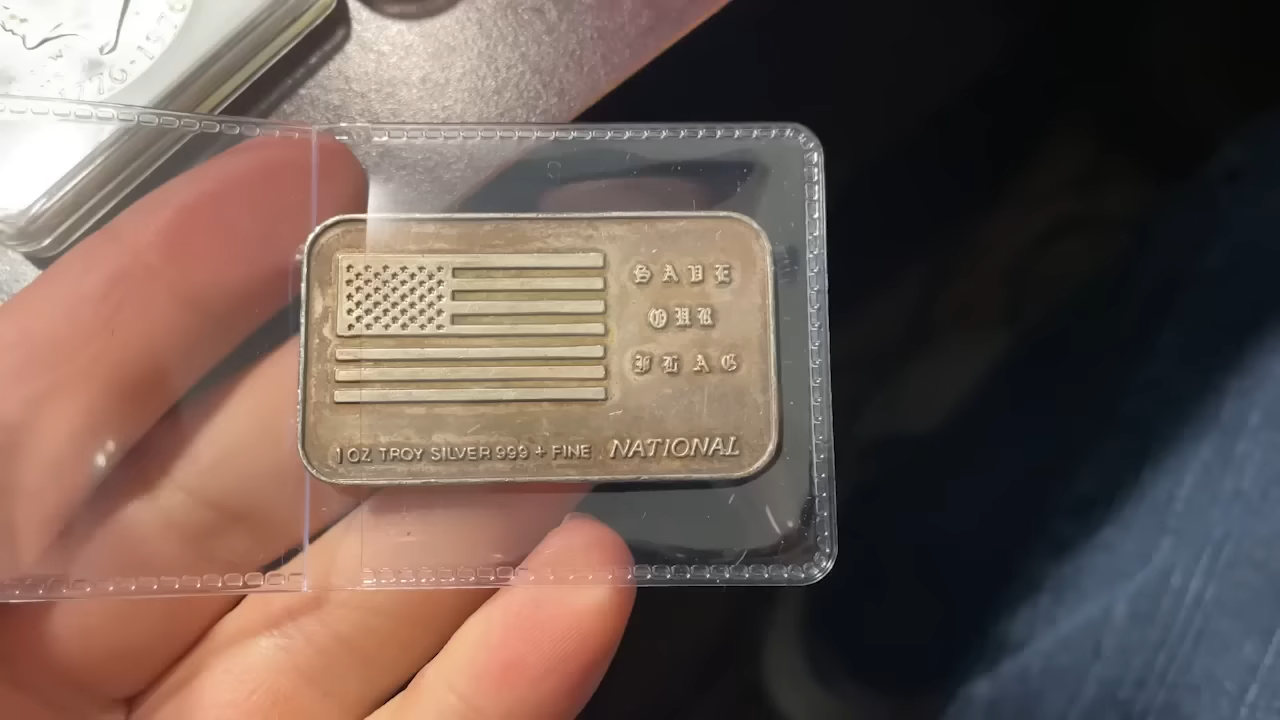 SAVE
OUR
FLAG
1 OZ TROY SILVER 999 + FINE NATIONAL